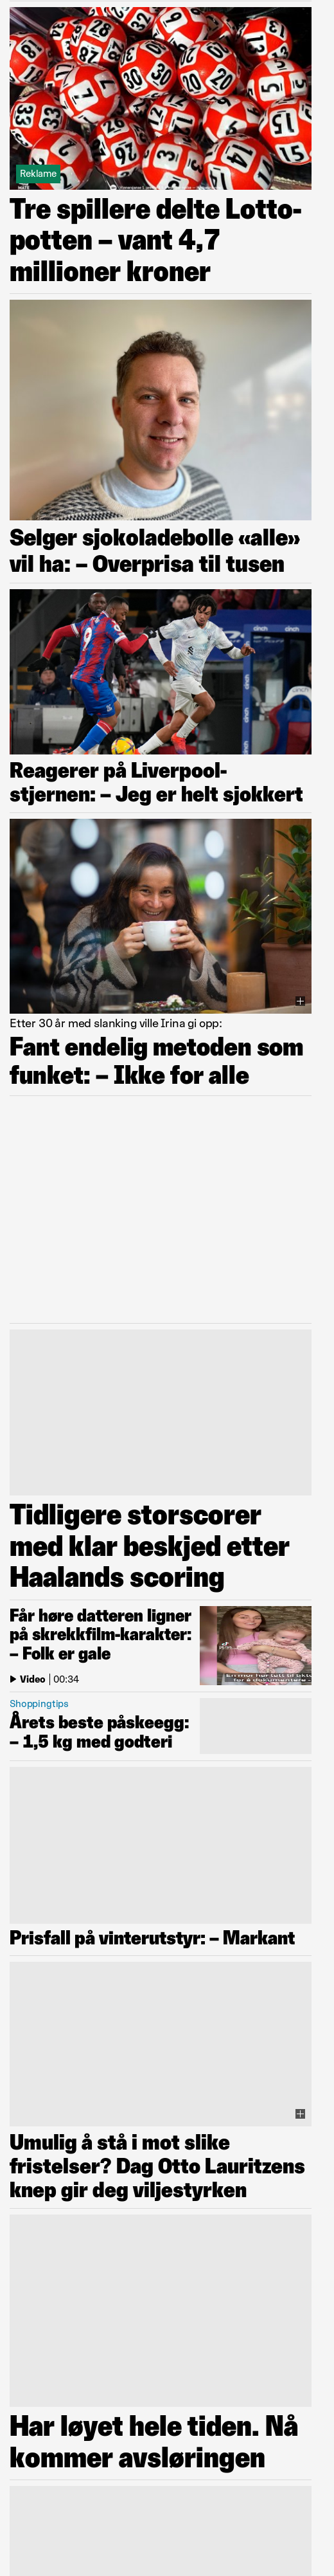 Reklame
Tre spillere delte Lotto-
potten – vant 4,7
millioner kroner
Selger sjokoladebolle «alle»
vil ha: – Overprisa til tusen
cinch
cinch
Reagerer på Liverpool-
stjernen: – Jeg er helt sjokkert
Etter 30 år med slanking ville Irina gi opp:
Fant endelig metoden som
funket: – Ikke for alle
Tidligere storscorer
med klar beskjed etter
Haalands scoring
Får høre datteren ligner
på skrekkfilm-karakter:
– Folk er gale
Video | 00:34
Shoppingtips
Årets beste påskeegg:
– 1,5 kg med godteri
Prisfall på vinterutstyr: – Markant
Umulig å stå i mot slike
fristelser? Dag Otto Lauritzens
knep gir deg viljestyrken
Har løyet hele tiden. Nå
kommer avsløringen